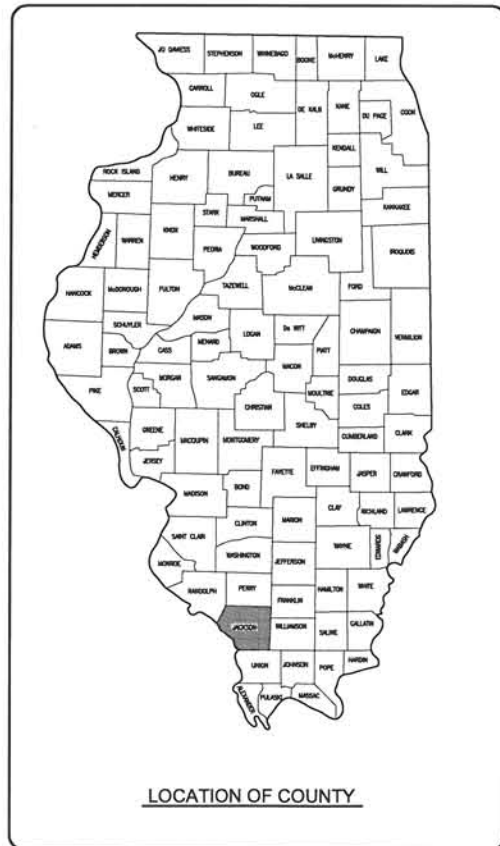 JO DAVIESS
STEPHENSON
WINNEBAGO
BOONE
McHENRY
LAKE
CARROLL
OGLE
DE KALB
KANE
COOK
DU PAGE
WHITESIDE
LEE
KENDALL
WILL
ROCK ISLAND
HENRY
BUREAU
LA SALLE
GRUNDY
MERCER
PUTNAM
KANKAKEE
STARK
MARSHALL
HENDERSON
WARREN
KNOX
PEORIA
WOODFORD
LIVINGSTON
IROQUOIS
HANCOCK
McDONOUGH
FULTON
TAZEWELL
McCLEAN
FORD
MASON
SCHUYLER
LOGAN
De WITT
CHAMPAIGN
VERMILION
ADAMS
BROWN
CASS
MENARD
PIATT
MACON
PIKE
SCOTT
MORGAN
SANGAMON
DOUGLAS
EDGAR
MOULTRIE
COLES
CHRISTIAN
GREENE
CALHOUN
MACOUPIN
MONTGOMERY
SHELBY
CUMBERLAND
CLARK
JERSEY
FAYETTE
EFFINGHAM
JASPER
CRAWFORD
MADISON
BOND
CLAY
RICHLAND
LAWRENCE
SAINT CLAIR
CLINTON
MARION
WAYNE
EDWARDS
WABASH
MONROE
WASHINGTON
JEFFERSON
RANDOLPH
PERRY
FRANKLIN
HAMILTON
WHITE
JACKSON
WILLIAMSON
SALINE
GALLATIN
UNION
JOHNSON
POPE
HARDIN
ALEXANDER
PULASKI
MASSAC
LOCATION OF COUNTY